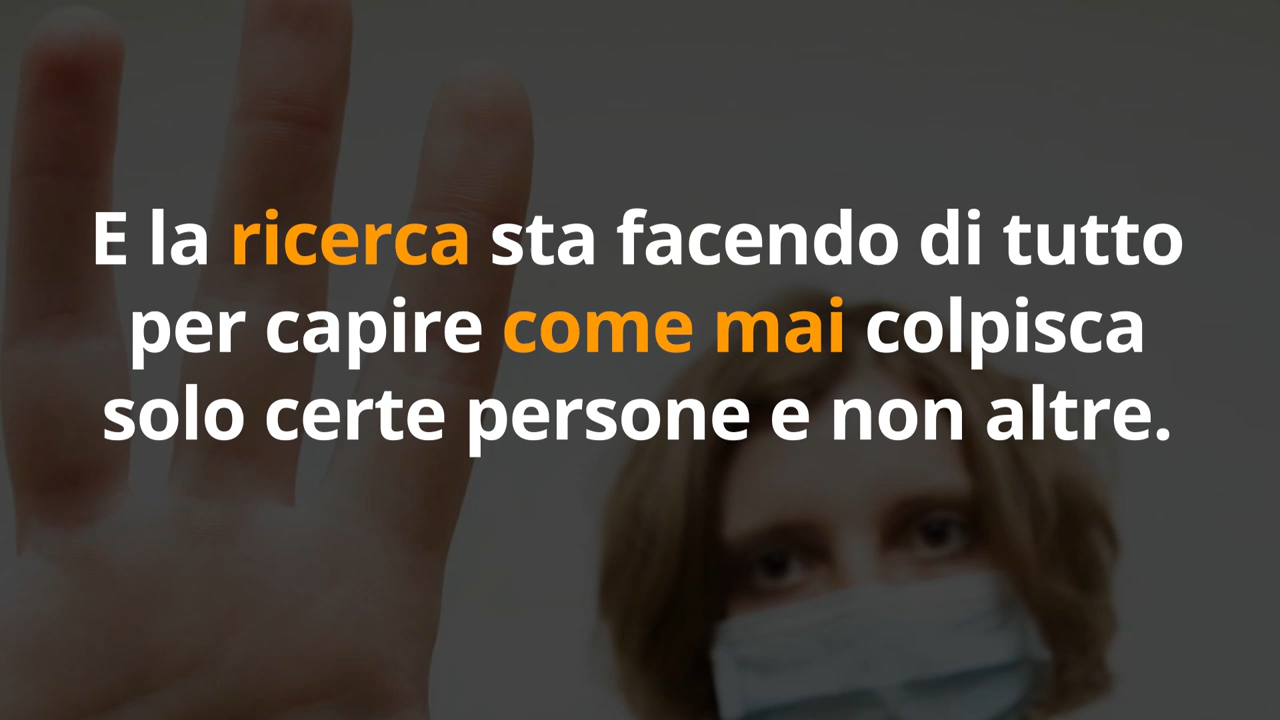 E la ricerca sta facendo di tutto
per capire come mai colpisca
solo certe persone e non altre.